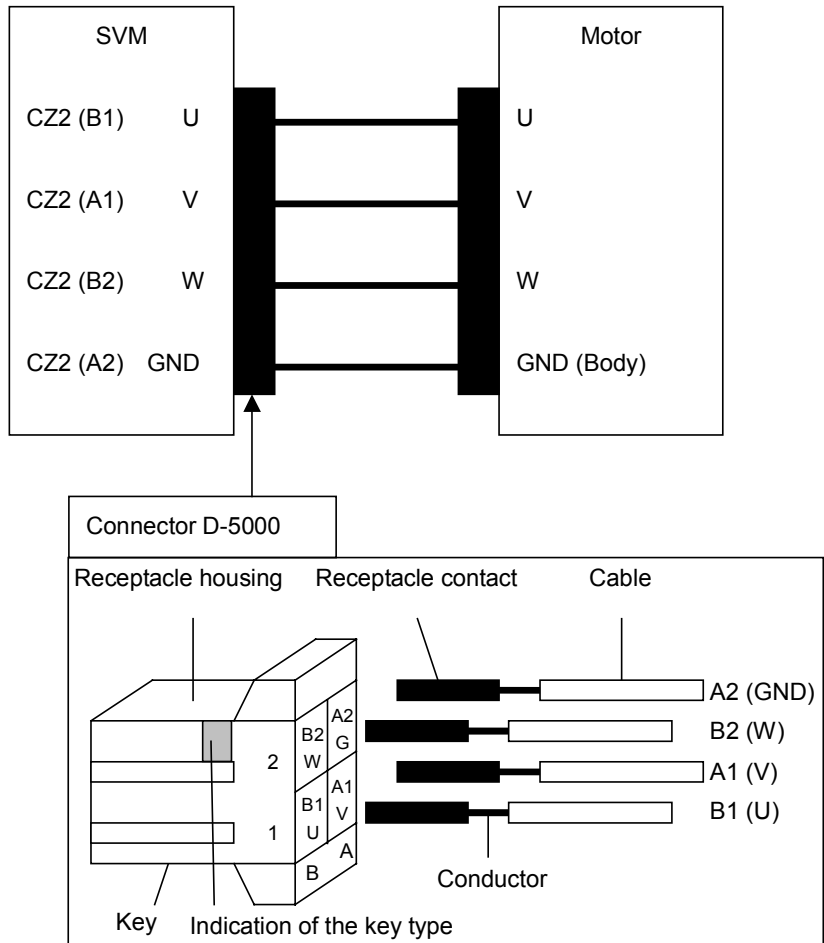 SVM Motor
CZ2 (B1) U U
CZ2 (A1) V V
CZ2 (B2) W W
CZ2 (A2) GND GND (Body)
Connector D-5000
Receptacle housing Receptacle contact Cable
A2 (GND)
B2 (W)
A1 (V)
B1 (U)
A2
G
B2
W
2
A1
V
B1
U
1
A
B
Conductor
Key Indication of the key type